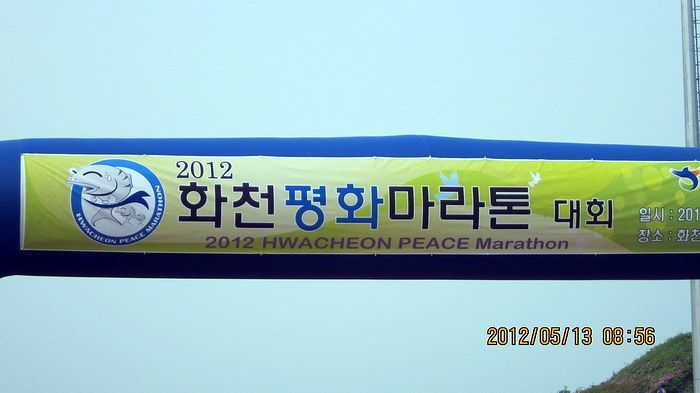 2012
화천평화마라톤 대회
2012 HWACHEON PEACE Marathon
HWACHEON PEACE MARATHON
일시 : 201
장소 : 화천
2012/05/13 08:56